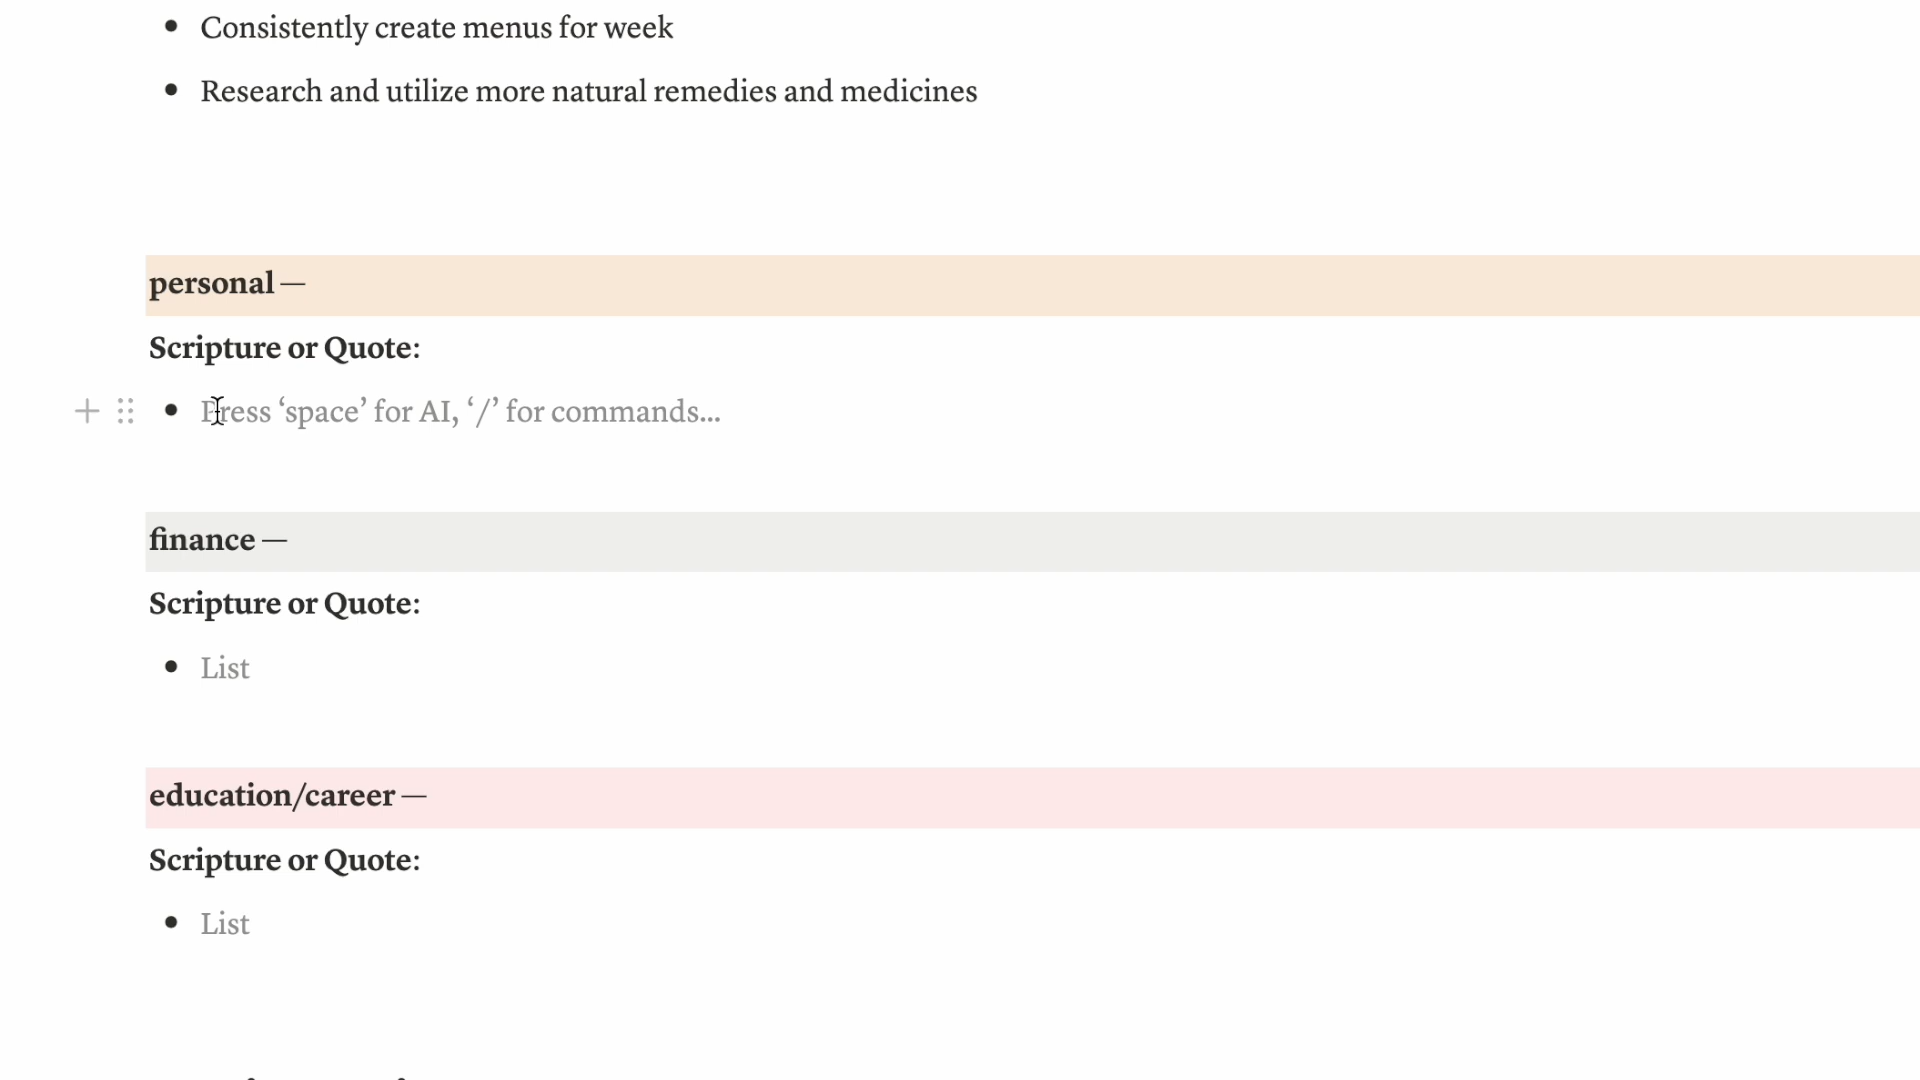 Consistently create menus for week
Research and utilize more natural remedies and medicines
personal —
Scripture or Quote:
Press ‘space’ for AI, ‘/’ for commands...
finance —
Scripture or Quote:
List
education/career —
Scripture or Quote:
List